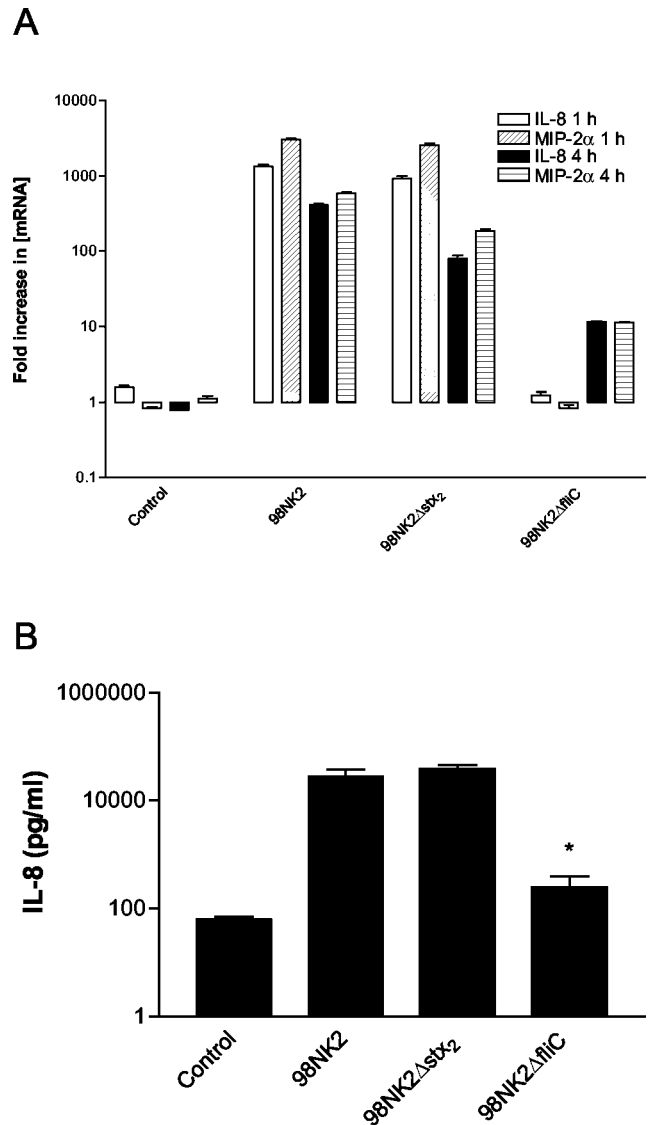 A
10000
1000
100
10
1
0.1
Fold increase in [mRNA]
IL-8 1 h
MIP-2α 1 h
IL-8 4 h
MIP-2α 4 h
Control
98NK2
98NK2Δstx₂
98NK2ΔfliC
B
1000000
10000
100
1
IL-8 (pg/ml)
*
Control
98NK2
98NK2Δstx₂
98NK2ΔfliC